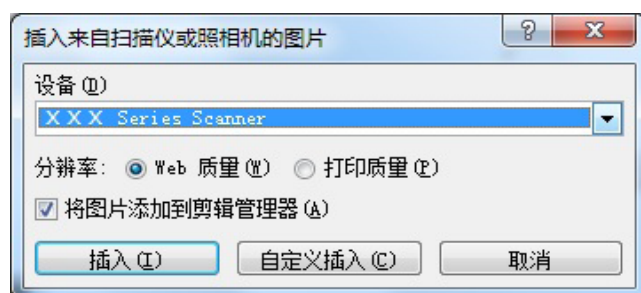 插入来自扫描仪或照相机的图片
设备(D)
XXX Series Scanner
分辨率: Web 质量(W) 打印质量(P)
将图片添加到剪辑管理器(A)
插入(I) 自定义插入(C) 取消